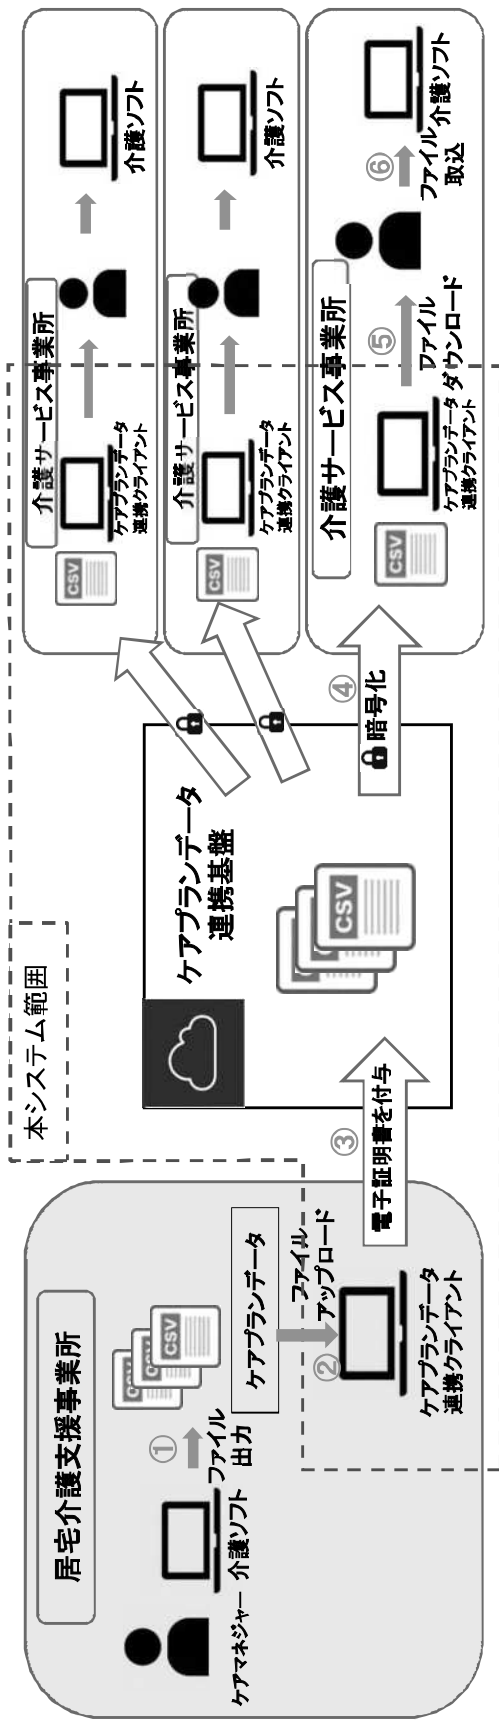 本システム範囲
居宅介護支援事業所
ケアマネジャー
介護ソフト
①
ファイル
出力
CSV
CSV
CSV
ケアプランデータ
②
ファイル
アップロード
ケアプランデータ
連携クライアント
③
電子証明書を付与
ケアプランデータ
連携基盤
CSV
CSV
CSV
④
暗号化
介護サービス事業所
CSV
ケアプランデータ
連携クライアント
介護ソフト
介護サービス事業所
CSV
ケアプランデータ
連携クライアント
介護ソフト
介護サービス事業所
CSV
ケアプランデータ
連携クライアント
⑤
ファイル
ダウンロード
⑥
ファイル
取込
介護ソフト